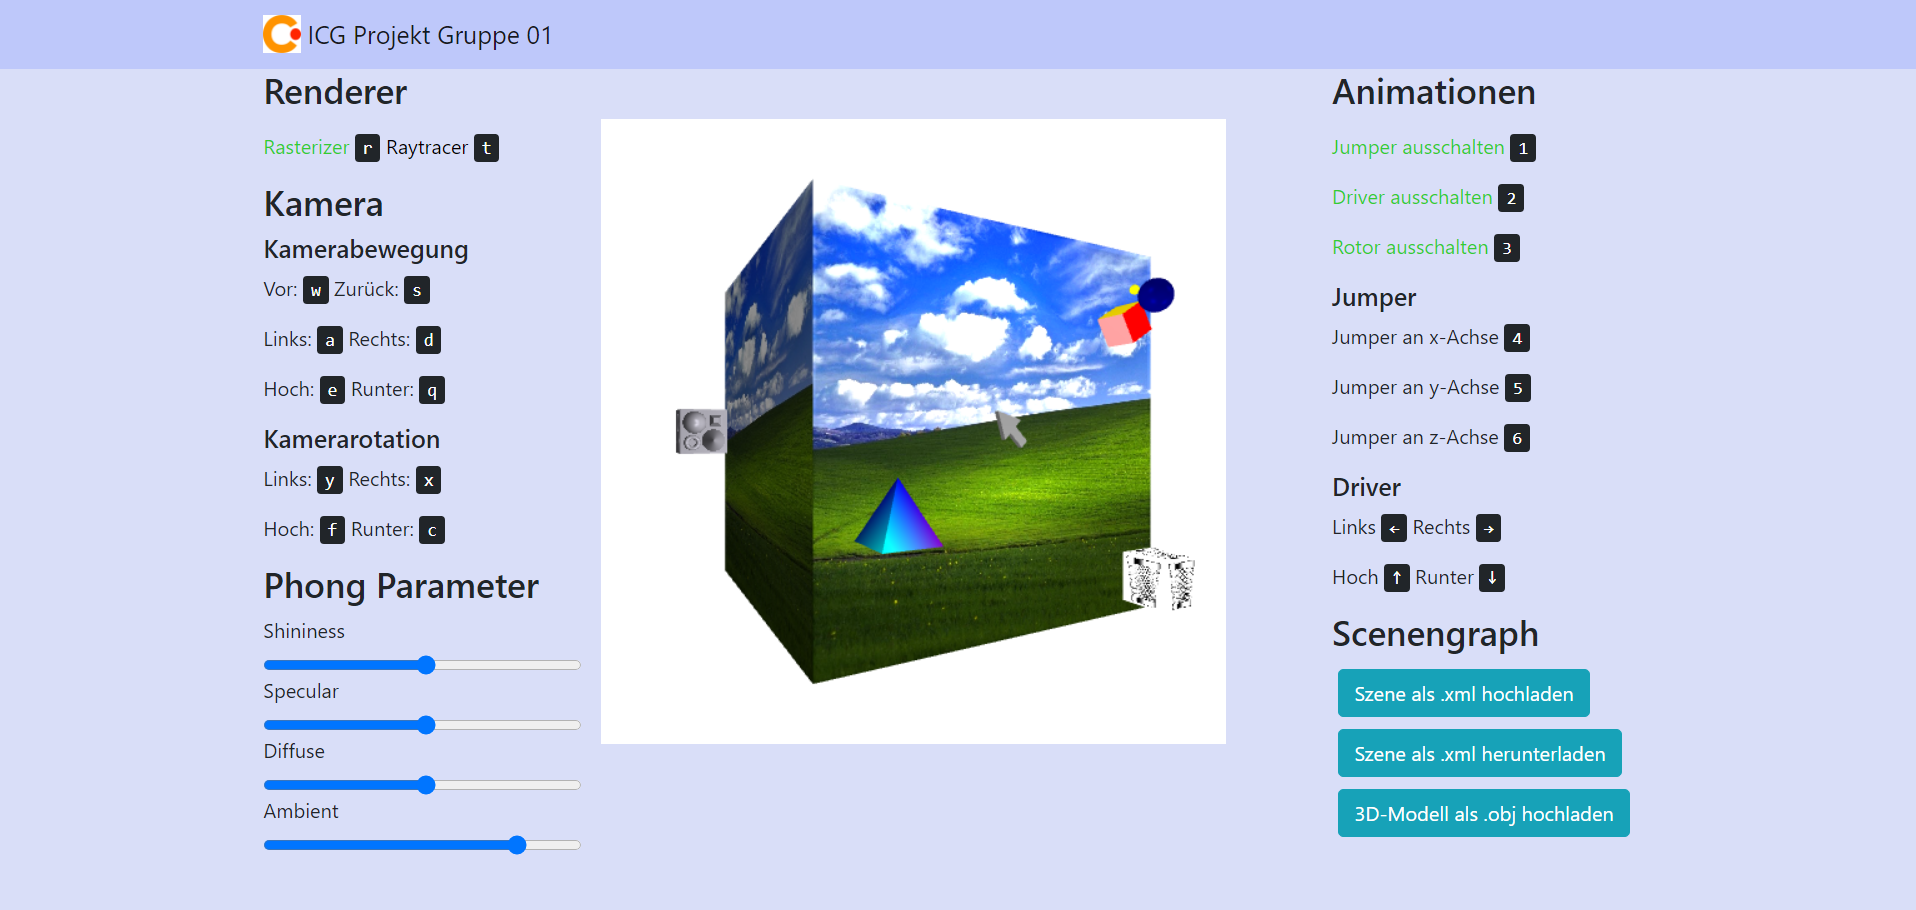 ICG Projekt Gruppe 01
Renderer
Rasterizer r Raytracer t
Kamera
Kamerabewegung
Vor: w Zurück: s
Links: a Rechts: d
Hoch: e Runter: q
Kamerarotation
Links: y Rechts: x
Hoch: f Runter: c
Phong Parameter
Shininess
Specular
Diffuse
Ambient
Animationen
Jumper ausschalten 1
Driver ausschalten 2
Rotor ausschalten 3
Jumper
Jumper an x-Achse 4
Jumper an y-Achse 5
Jumper an z-Achse 6
Driver
Links ← Rechts →
Hoch ↑ Runter ↓
Scenengraph
Szene als .xml hochladen
Szene als .xml herunterladen
3D-Modell als .obj hochladen